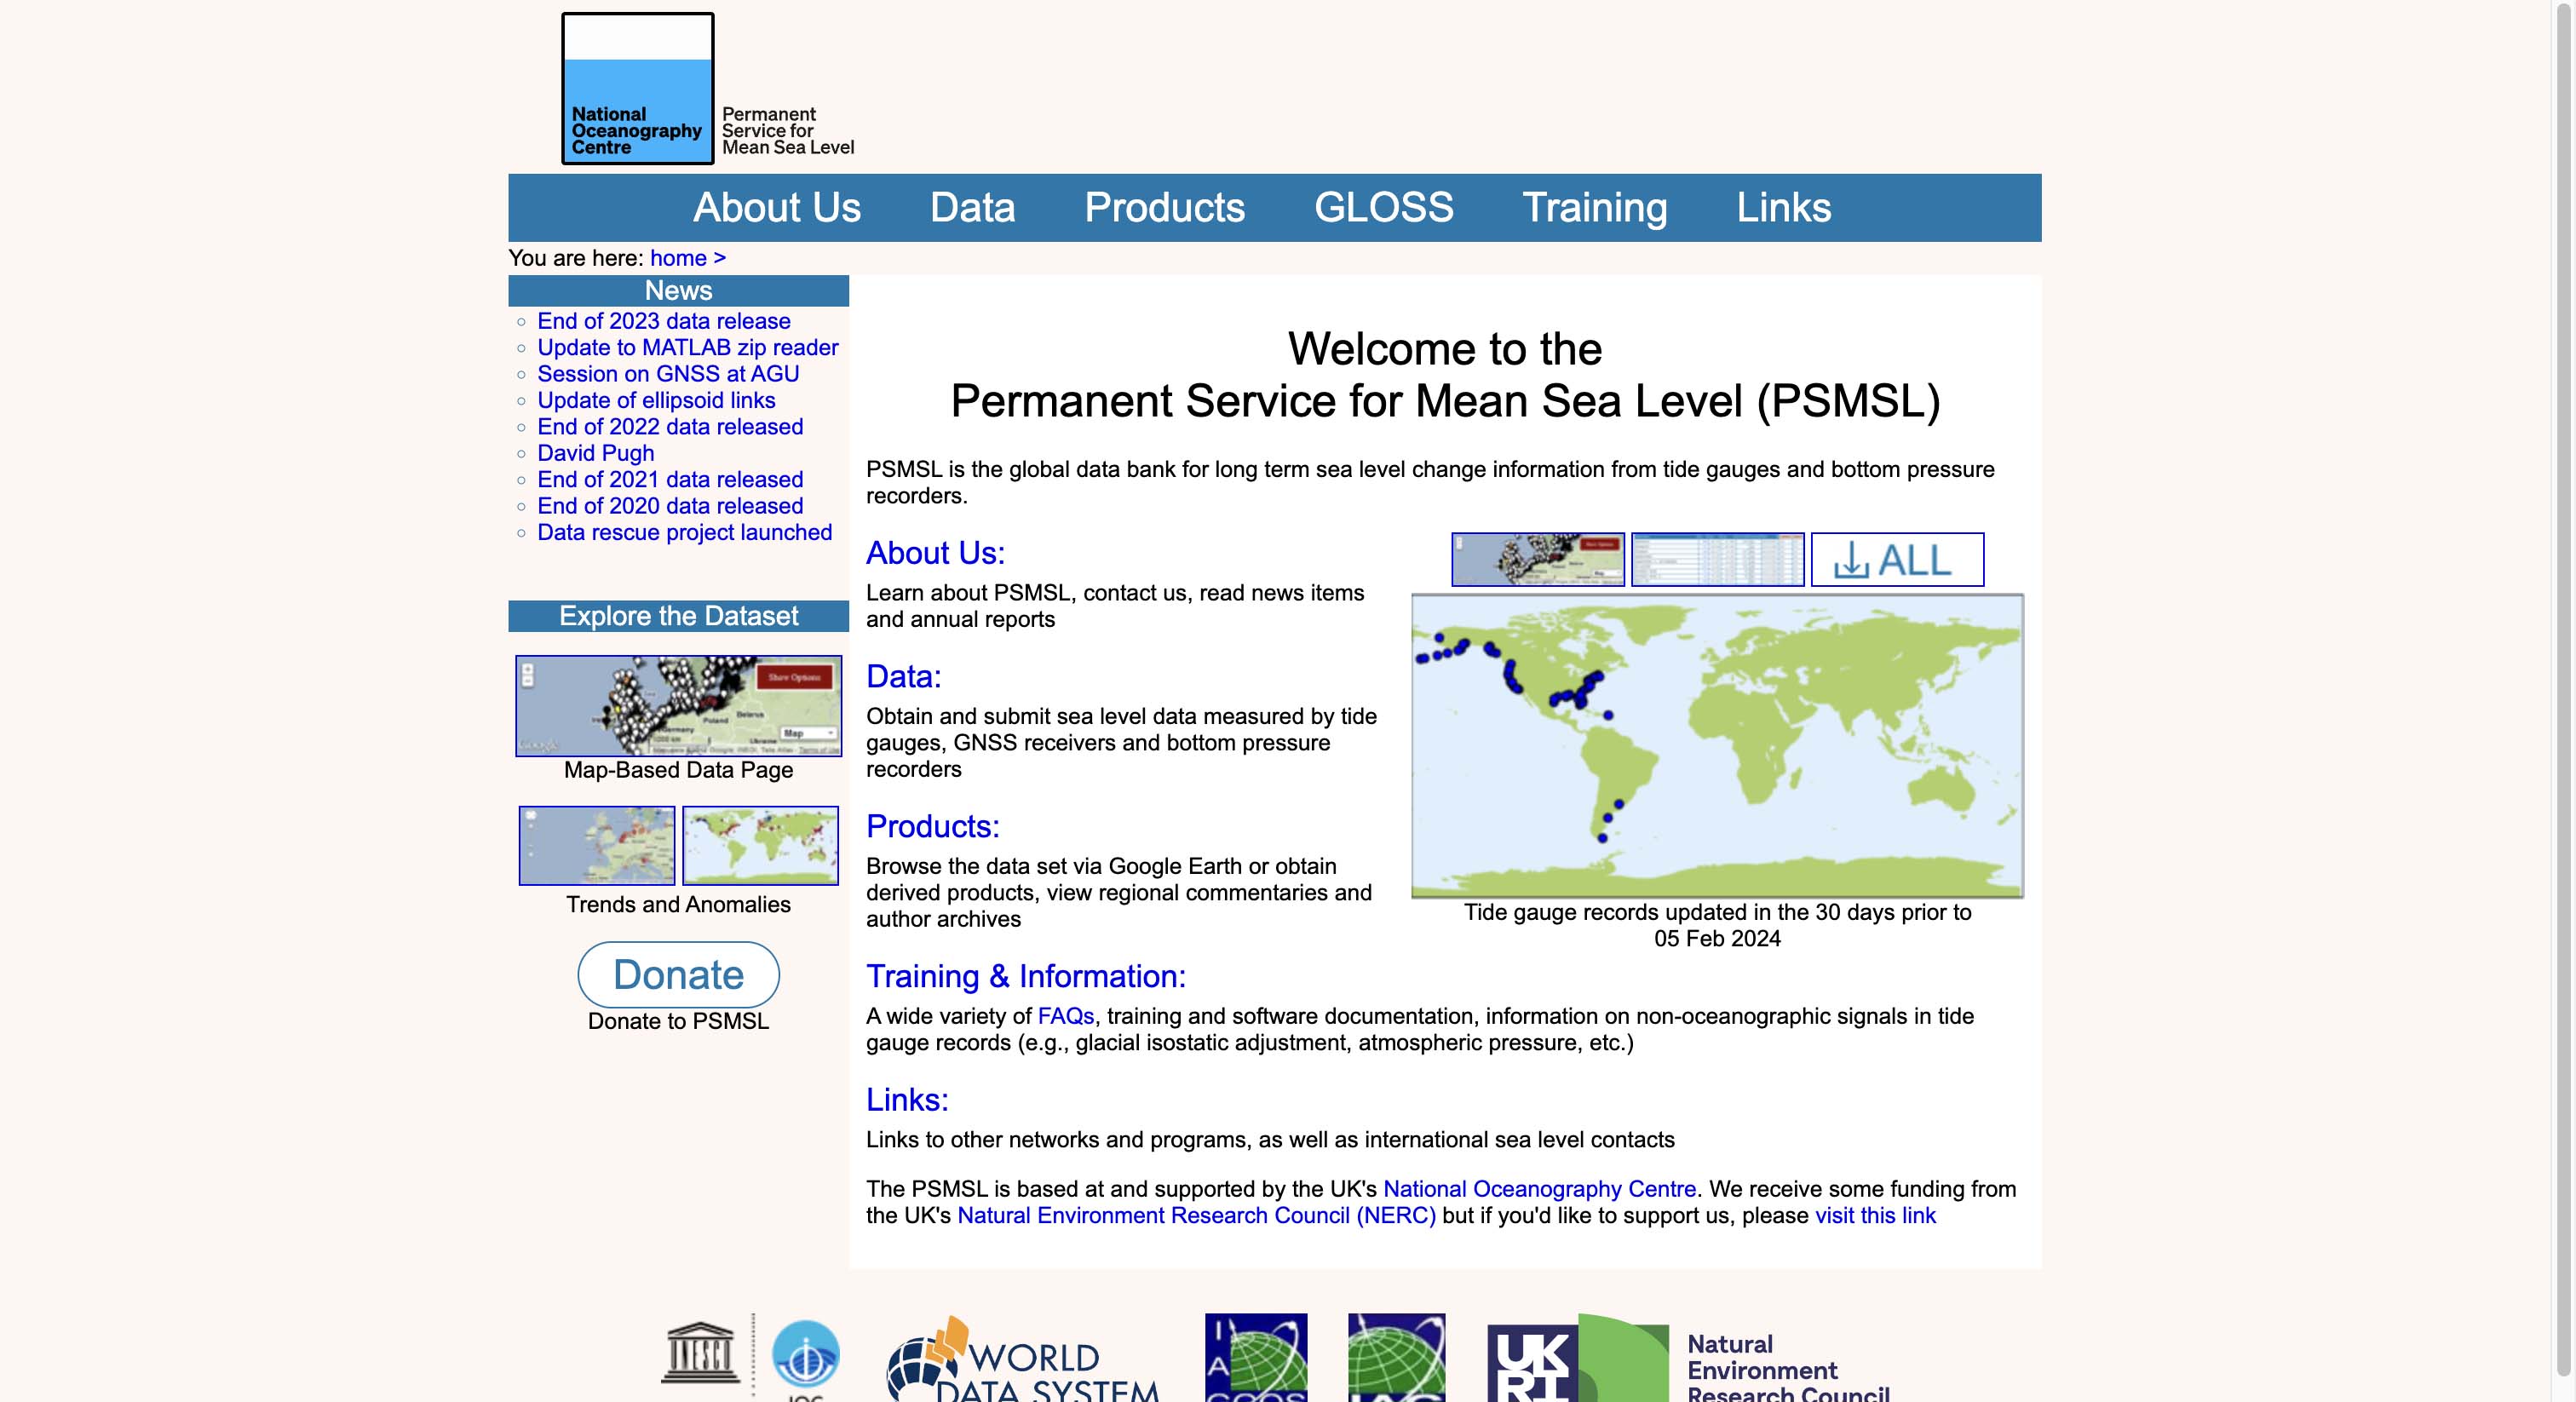 National
Oceanography
Centre
Permanent
Service for
Mean Sea Level
About Us
Data
Products
GLOSS
Training
Links
You are here: home >
News
End of 2023 data release
Update to MATLAB zip reader
Session on GNSS at AGU
Update of ellipsoid links
End of 2022 data released
David Pugh
End of 2021 data released
End of 2020 data released
Data rescue project launched
Explore the Dataset
Show Options
Poland
Map
Google
Map-Based Data Page
Trends and Anomalies
Donate
Donate to PSMSL
Welcome to the
Permanent Service for Mean Sea Level (PSMSL)
PSMSL is the global data bank for long term sea level change information from tide gauges and bottom pressure
recorders.
About Us:
Learn about PSMSL, contact us, read news items
and annual reports
Data:
Obtain and submit sea level data measured by tide
gauges, GNSS receivers and bottom pressure
recorders
Products:
Browse the data set via Google Earth or obtain
derived products, view regional commentaries and
author archives
ALL
Tide gauge records updated in the 30 days prior to
05 Feb 2024
Training & Information:
A wide variety of FAQs, training and software documentation, information on non-oceanographic signals in tide
gauge records (e.g., glacial isostatic adjustment, atmospheric pressure, etc.)
Links:
Links to other networks and programs, as well as international sea level contacts
The PSMSL is based at and supported by the UK's National Oceanography Centre. We receive some funding from
the UK's Natural Environment Research Council (NERC) but if you'd like to support us, please visit this link
UNESCO
WORLD
DATA SYSTEM
I
A
UK
RI
Natural
Environment
Research Council